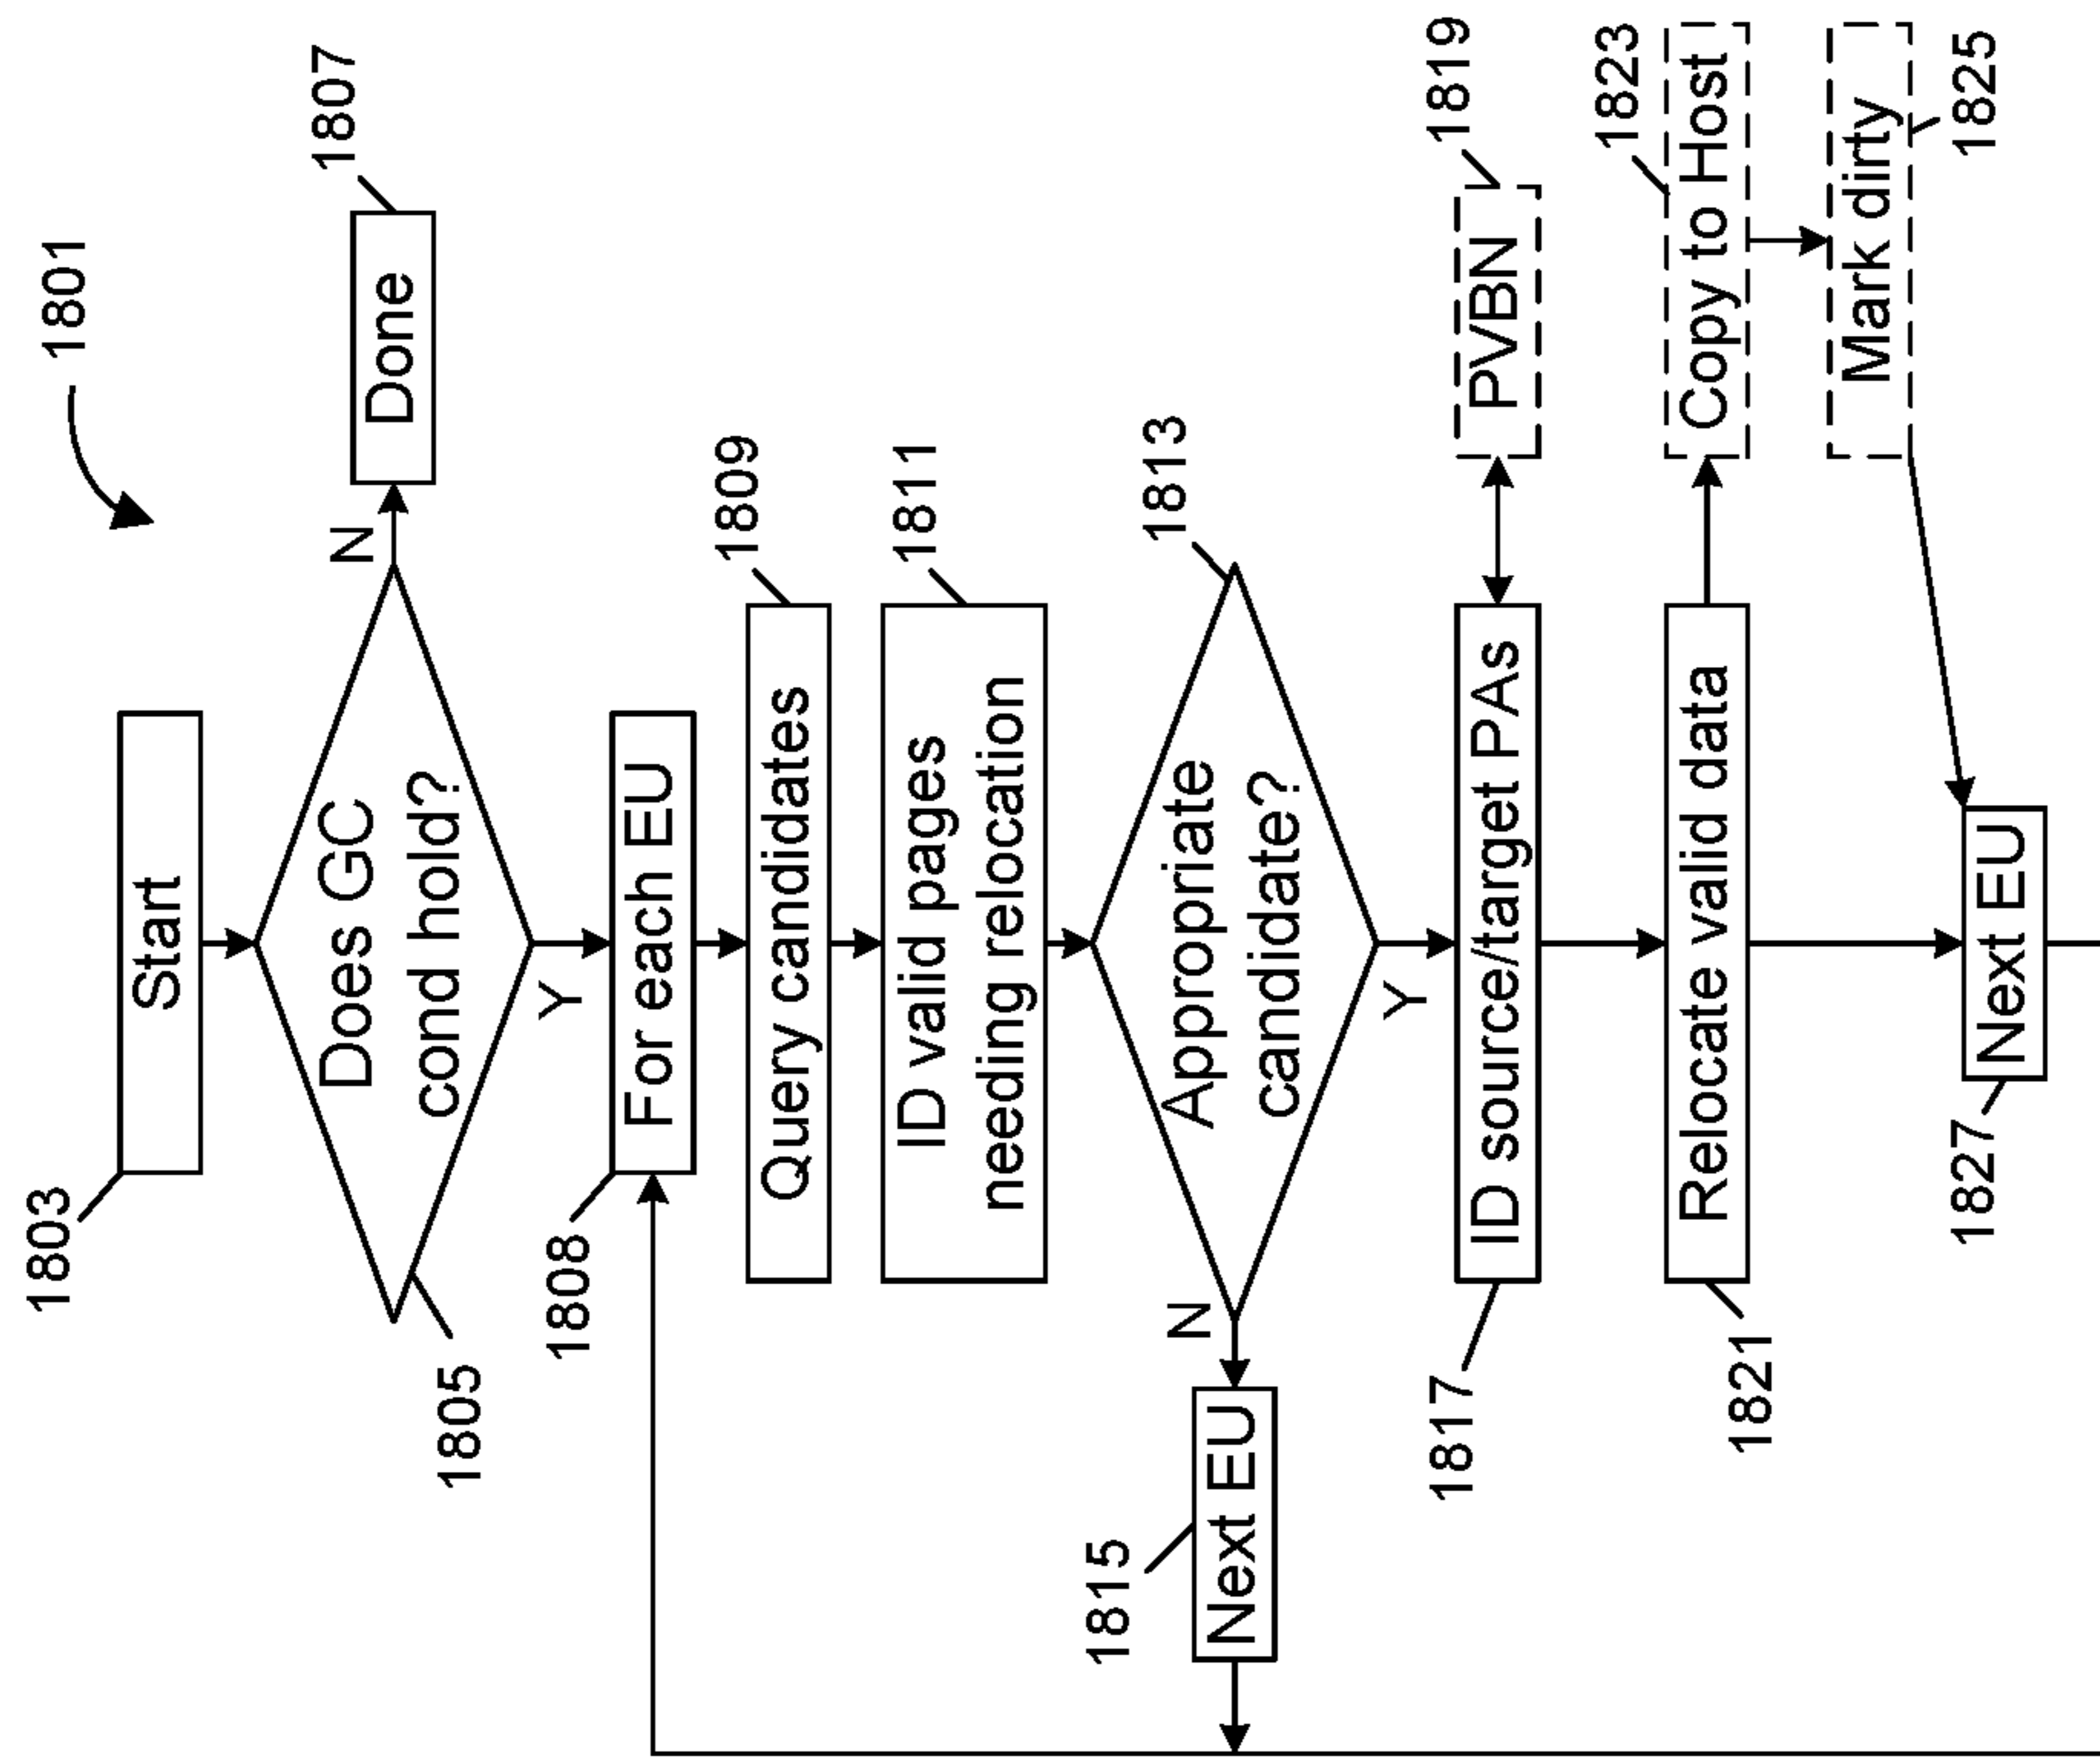 1801
1803
Start
Does GC
cond hold?
1805
N
Done
1807
Y
1808
For each EU
Query candidates
1809
ID valid pages
needing relocation
1811
Appropriate
candidate?
1813
N
1815
Next EU
Y
1817
ID source/target PAs
PVBN
1819
1821
Relocate valid data
Copy to Host
1823
Mark dirty
1825
1827
Next EU